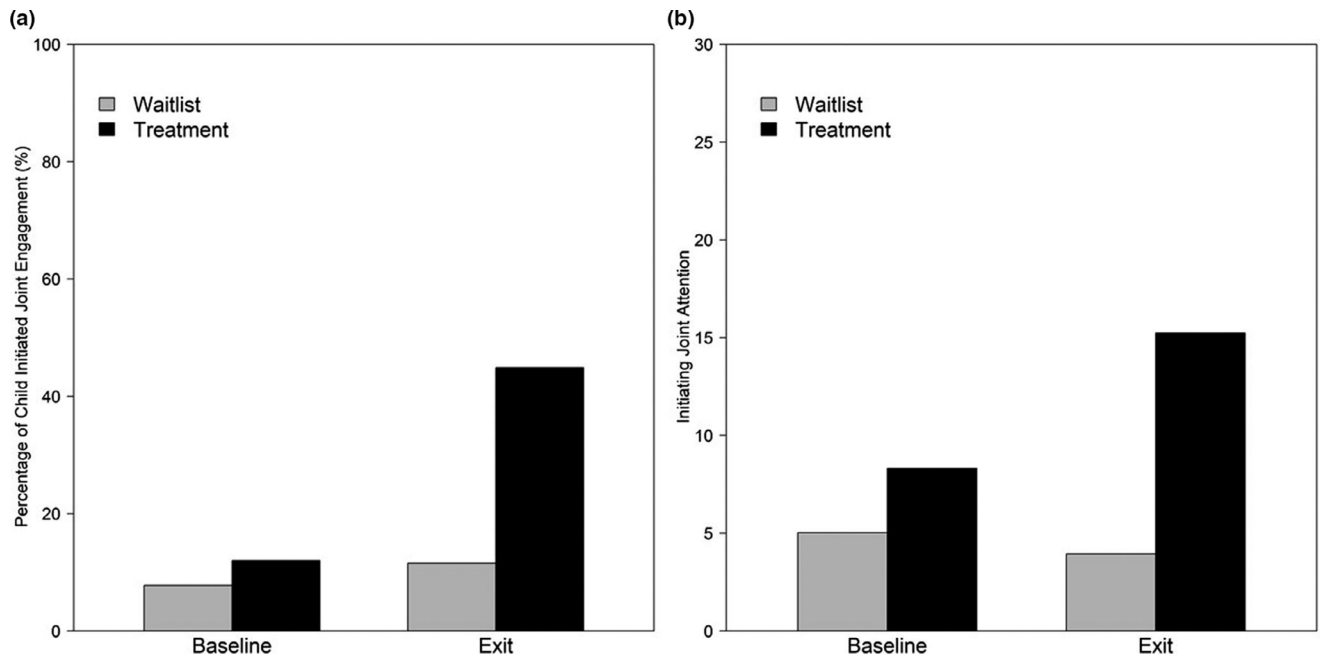 (a)
Percentage of Child Initiated Joint Engagement (%)
100
80
60
40
20
0
Waitlist
Treatment
Baseline
Exit
(b)
Initiating Joint Attention
30
25
20
15
10
5
0
Waitlist
Treatment
Baseline
Exit